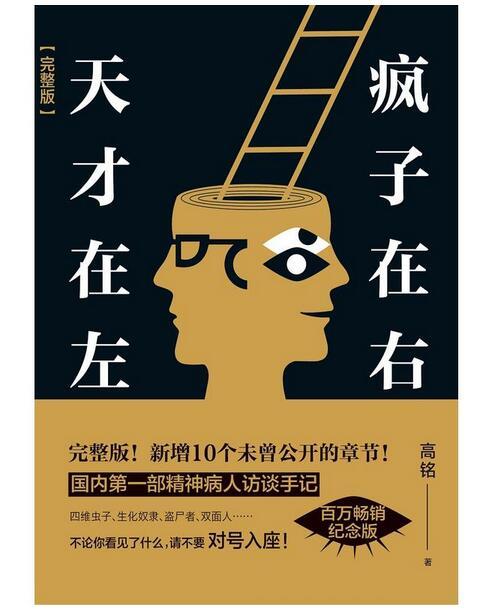 【完整版】
天才在左
疯子在右
完整版！新增10个未曾公开的章节！
国内第一部精神病人访谈手记
四维虫子、生化奴隶、盗尸者、双面人……
不论你看见了什么，请不要 对号入座！
百万畅销
纪念版
高铭
著